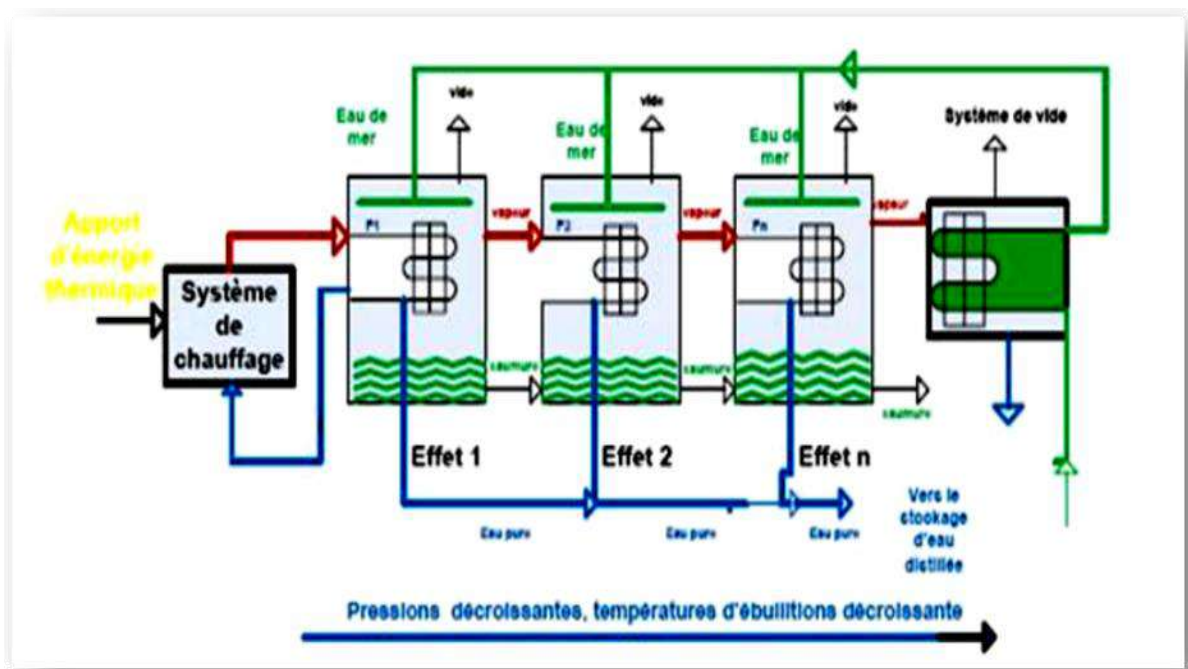 vide
vide
vide
Système de vide
Eau de
mer
Eau de
mer
Eau de
mer
Apport
d'énergie
thermique
vapeur
vapeur
vapeur
P1
P2
Pn
Système
de
chauffage
saumure
saumure
saumure
Effet 1
Effet 2
Effet n
Eau pure
Eau pure
Eau pure
Vers le
stockage
d'eau
distillée
Pressions décroissantes, températures d'ébullitions décroissante